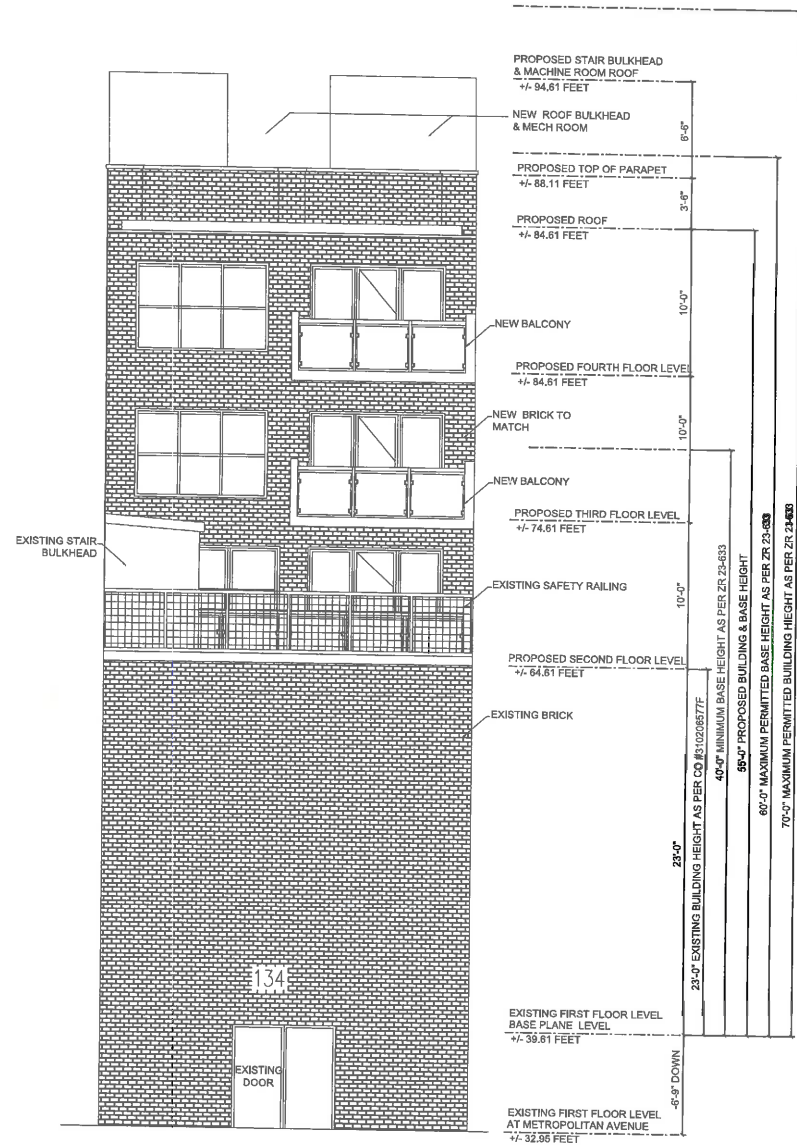 PROPOSED STAIR BULKHEAD
& MACHINE ROOM ROOF
+/- 94.61 FEET
NEW ROOF BULKHEAD
& MECH ROOM
6'-6"
PROPOSED TOP OF PARAPET
+/- 88.11 FEET
3'-6"
PROPOSED ROOF
+/- 84.61 FEET
10'-0"
NEW BALCONY
PROPOSED FOURTH FLOOR LEVEL
+/- 84.61 FEET
NEW BRICK TO
MATCH
10'-0"
NEW BALCONY
PROPOSED THIRD FLOOR LEVEL
+/- 74.61 FEET
EXISTING STAIR
BULKHEAD
10'-0"
EXISTING SAFETY RAILING
PROPOSED SECOND FLOOR LEVEL
+/- 64.61 FEET
EXISTING BRICK
23'-0"
23'-0" EXISTING BUILDING HEIGHT AS PER CO #310206577F
40'-0" MINIMUM BASE HEIGHT AS PER ZR 23-633
55'-0" PROPOSED BUILDING & BASE HEIGHT
60'-0" MAXIMUM PERMITTED BASE HEIGHT AS PER ZR 23-633
70'-0" MAXIMUM PERMITTED BUILDING HIEGHT AS PER ZR 23-633
134
EXISTING FIRST FLOOR LEVEL
BASE PLANE LEVEL
+/- 39.61 FEET
EXISTING
DOOR
-6'-9" DOWN
EXISTING FIRST FLOOR LEVEL
AT METROPOLITAN AVENUE
+/- 32.95 FEET